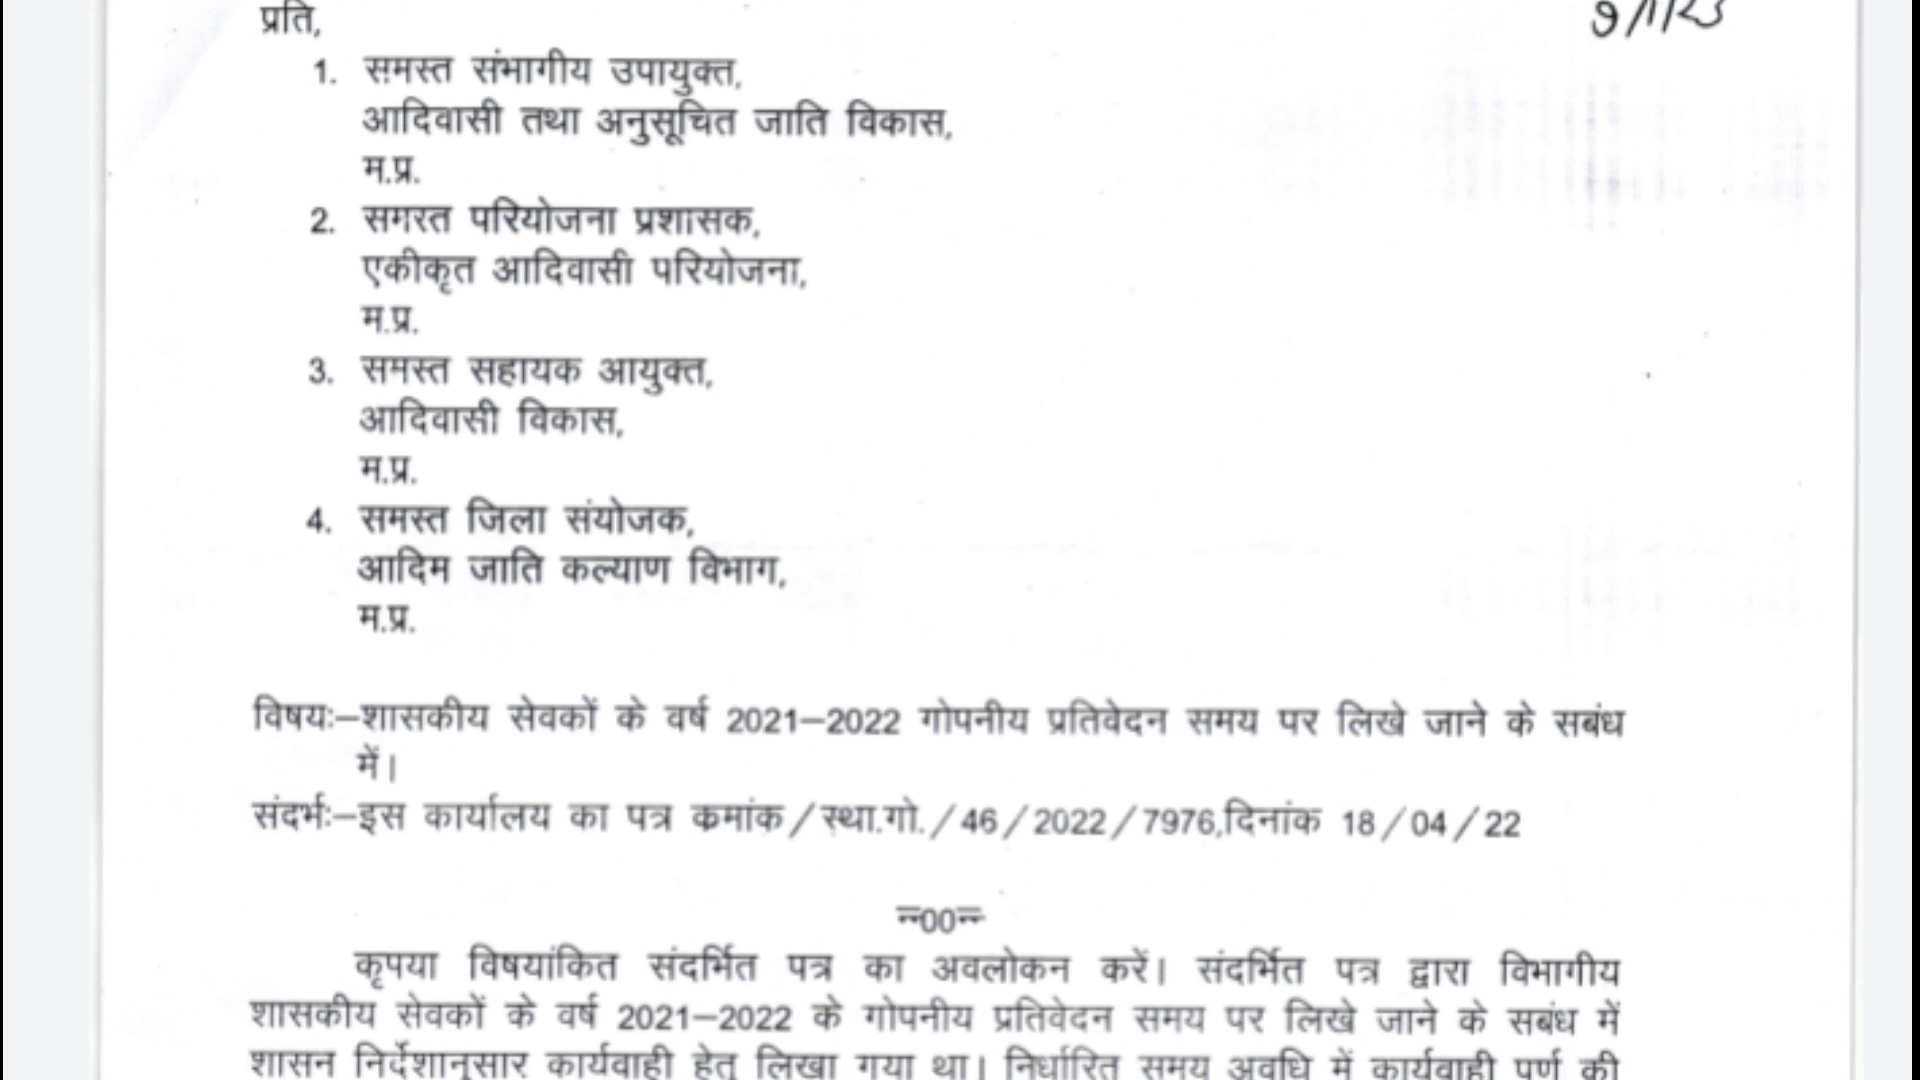 प्रति,
9/1/23
1. समस्त संभागीय उपायुक्त,
आदिवासी तथा अनुसूचित जाति विकास,
म.प्र.
2. समस्त परियोजना प्रशासक,
एकीकृत आदिवासी परियोजना,
म.प्र.
3. समस्त सहायक आयुक्त,
आदिवासी विकास,
म.प्र.
4. समस्त जिला संयोजक,
आदिम जाति कल्याण विभाग,
म.प्र.
विषयः–शासकीय सेवकों के वर्ष 2021–2022 गोपनीय प्रतिवेदन समय पर लिखे जाने के सबंध
में।
संदर्भः–इस कार्यालय का पत्र कमांक/स्था.गो./46/2022/7976,दिनांक 18/04/22
=00=
कृपया विषयांकित संदर्भित पत्र का अवलोकन करें। संदर्भित पत्र द्वारा विभागीय
शासकीय सेवकों के वर्ष 2021–2022 के गोपनीय प्रतिवेदन समय पर लिखे जाने के सबंध में
शासन निर्देशानुसार कार्यवाही हेतु लिखा गया था। निर्धारित समय अवधि में कार्यवाही पूर्ण की